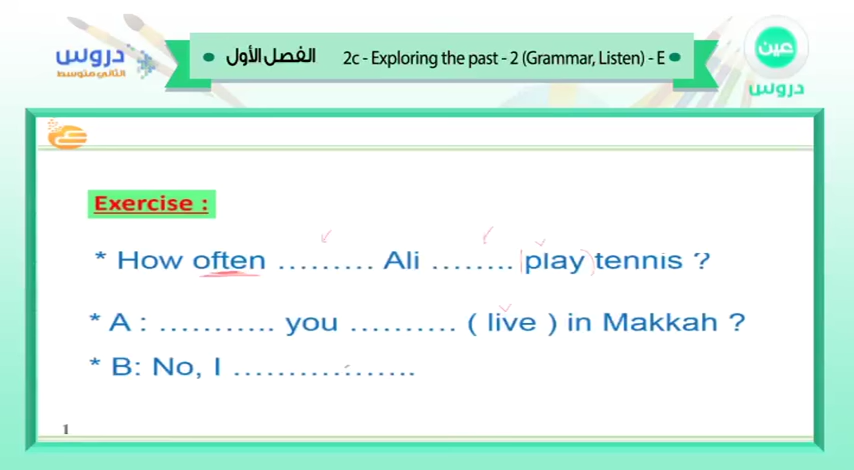 دروس
الثاني متوسط
الفصل الأول 2c - Exploring the past - 2 (Grammar, Listen) - E
عين
دروس
Exercise :
* How often ……… Ali …….. (play) tennis ?
* A : ……….. you ………. ( live ) in Makkah ?
* B: No, I ……………….
1